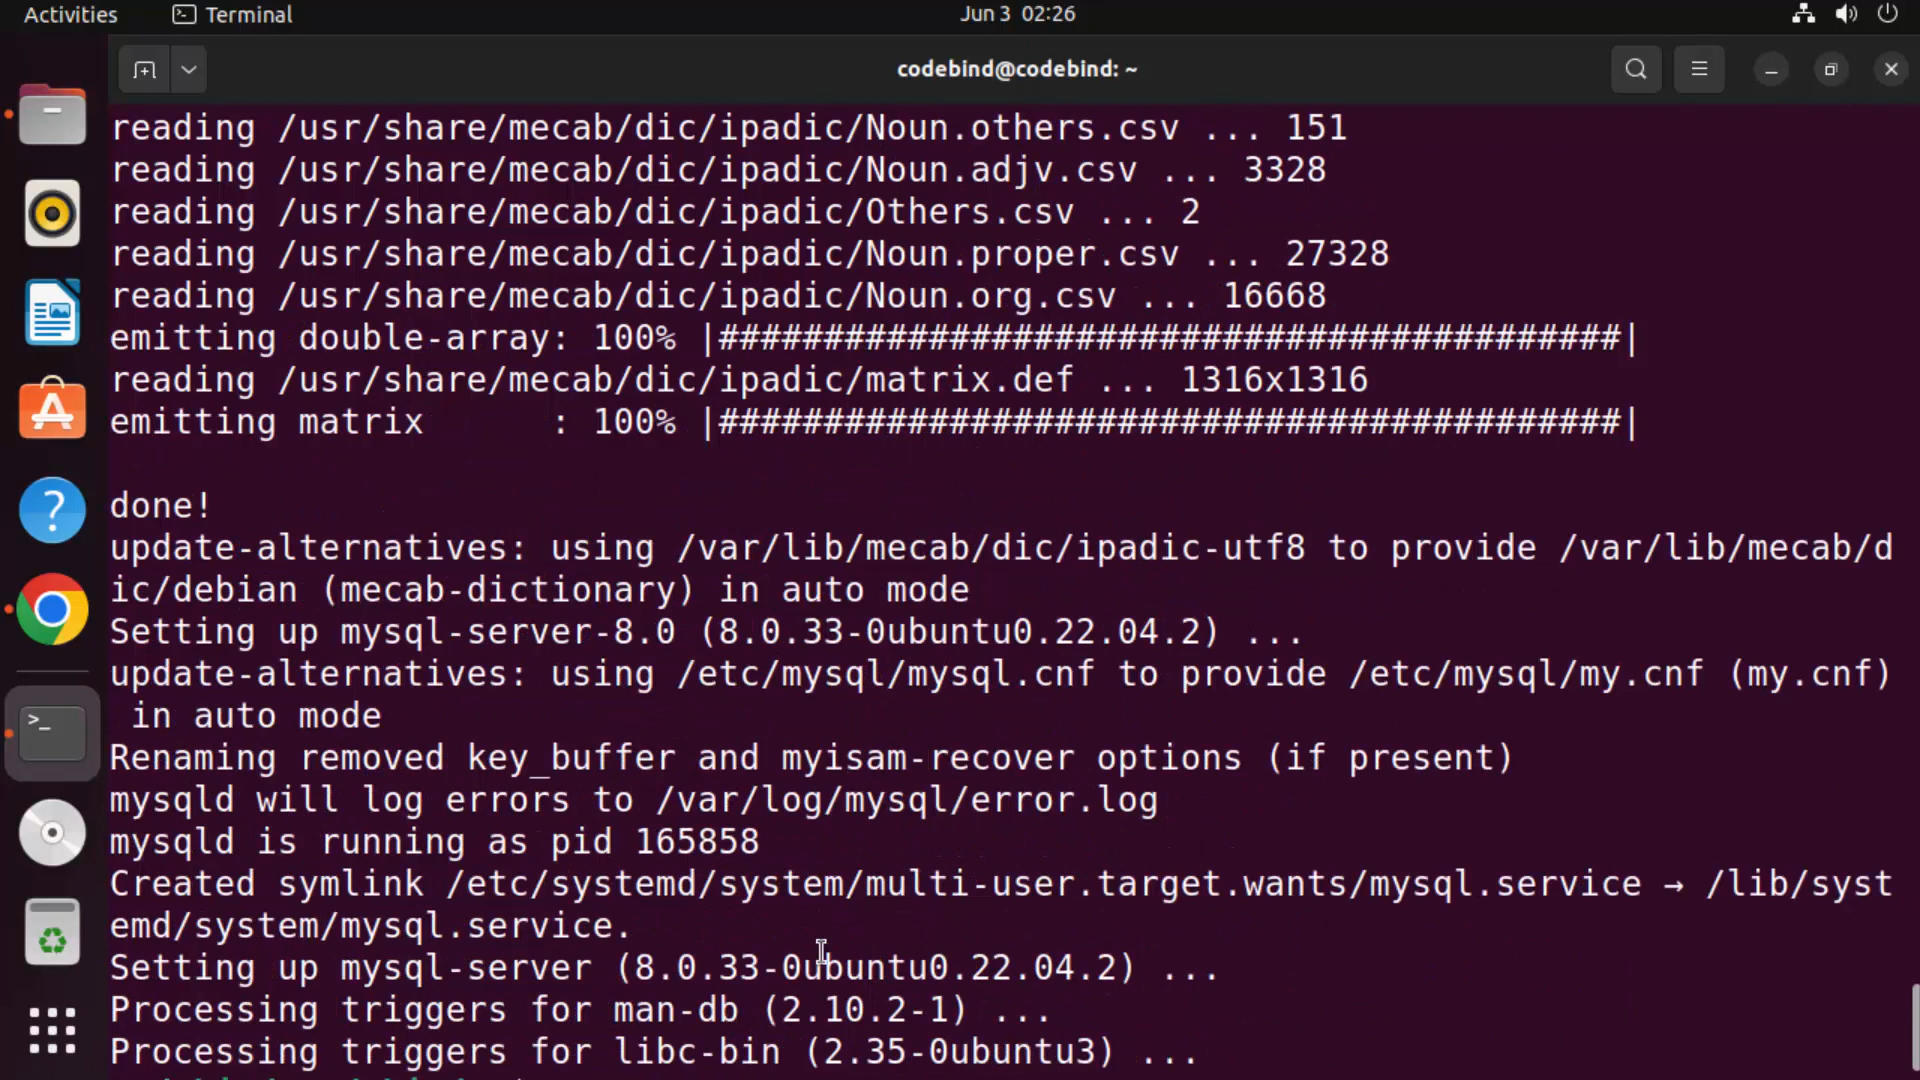 Activities
Terminal
Jun 3 02:26
codebind@codebind: ~
reading /usr/share/mecab/dic/ipadic/Noun.others.csv ... 151
reading /usr/share/mecab/dic/ipadic/Noun.adjv.csv ... 3328
reading /usr/share/mecab/dic/ipadic/Others.csv ... 2
reading /usr/share/mecab/dic/ipadic/Noun.proper.csv ... 27328
reading /usr/share/mecab/dic/ipadic/Noun.org.csv ... 16668
emitting double-array: 100% |###########################################|
reading /usr/share/mecab/dic/ipadic/matrix.def ... 1316x1316
emitting matrix      : 100% |###########################################|
done!
update-alternatives: using /var/lib/mecab/dic/ipadic-utf8 to provide /var/lib/mecab/d
ic/debian (mecab-dictionary) in auto mode
Setting up mysql-server-8.0 (8.0.33-0ubuntu0.22.04.2) ...
update-alternatives: using /etc/mysql/mysql.cnf to provide /etc/mysql/my.cnf (my.cnf)
 in auto mode
Renaming removed key_buffer and myisam-recover options (if present)
mysqld will log errors to /var/log/mysql/error.log
mysqld is running as pid 165858
Created symlink /etc/systemd/system/multi-user.target.wants/mysql.service → /lib/syst
emd/system/mysql.service.
Setting up mysql-server (8.0.33-0ubuntu0.22.04.2) ...
Processing triggers for man-db (2.10.2-1) ...
Processing triggers for libc-bin (2.35-0ubuntu3) ...